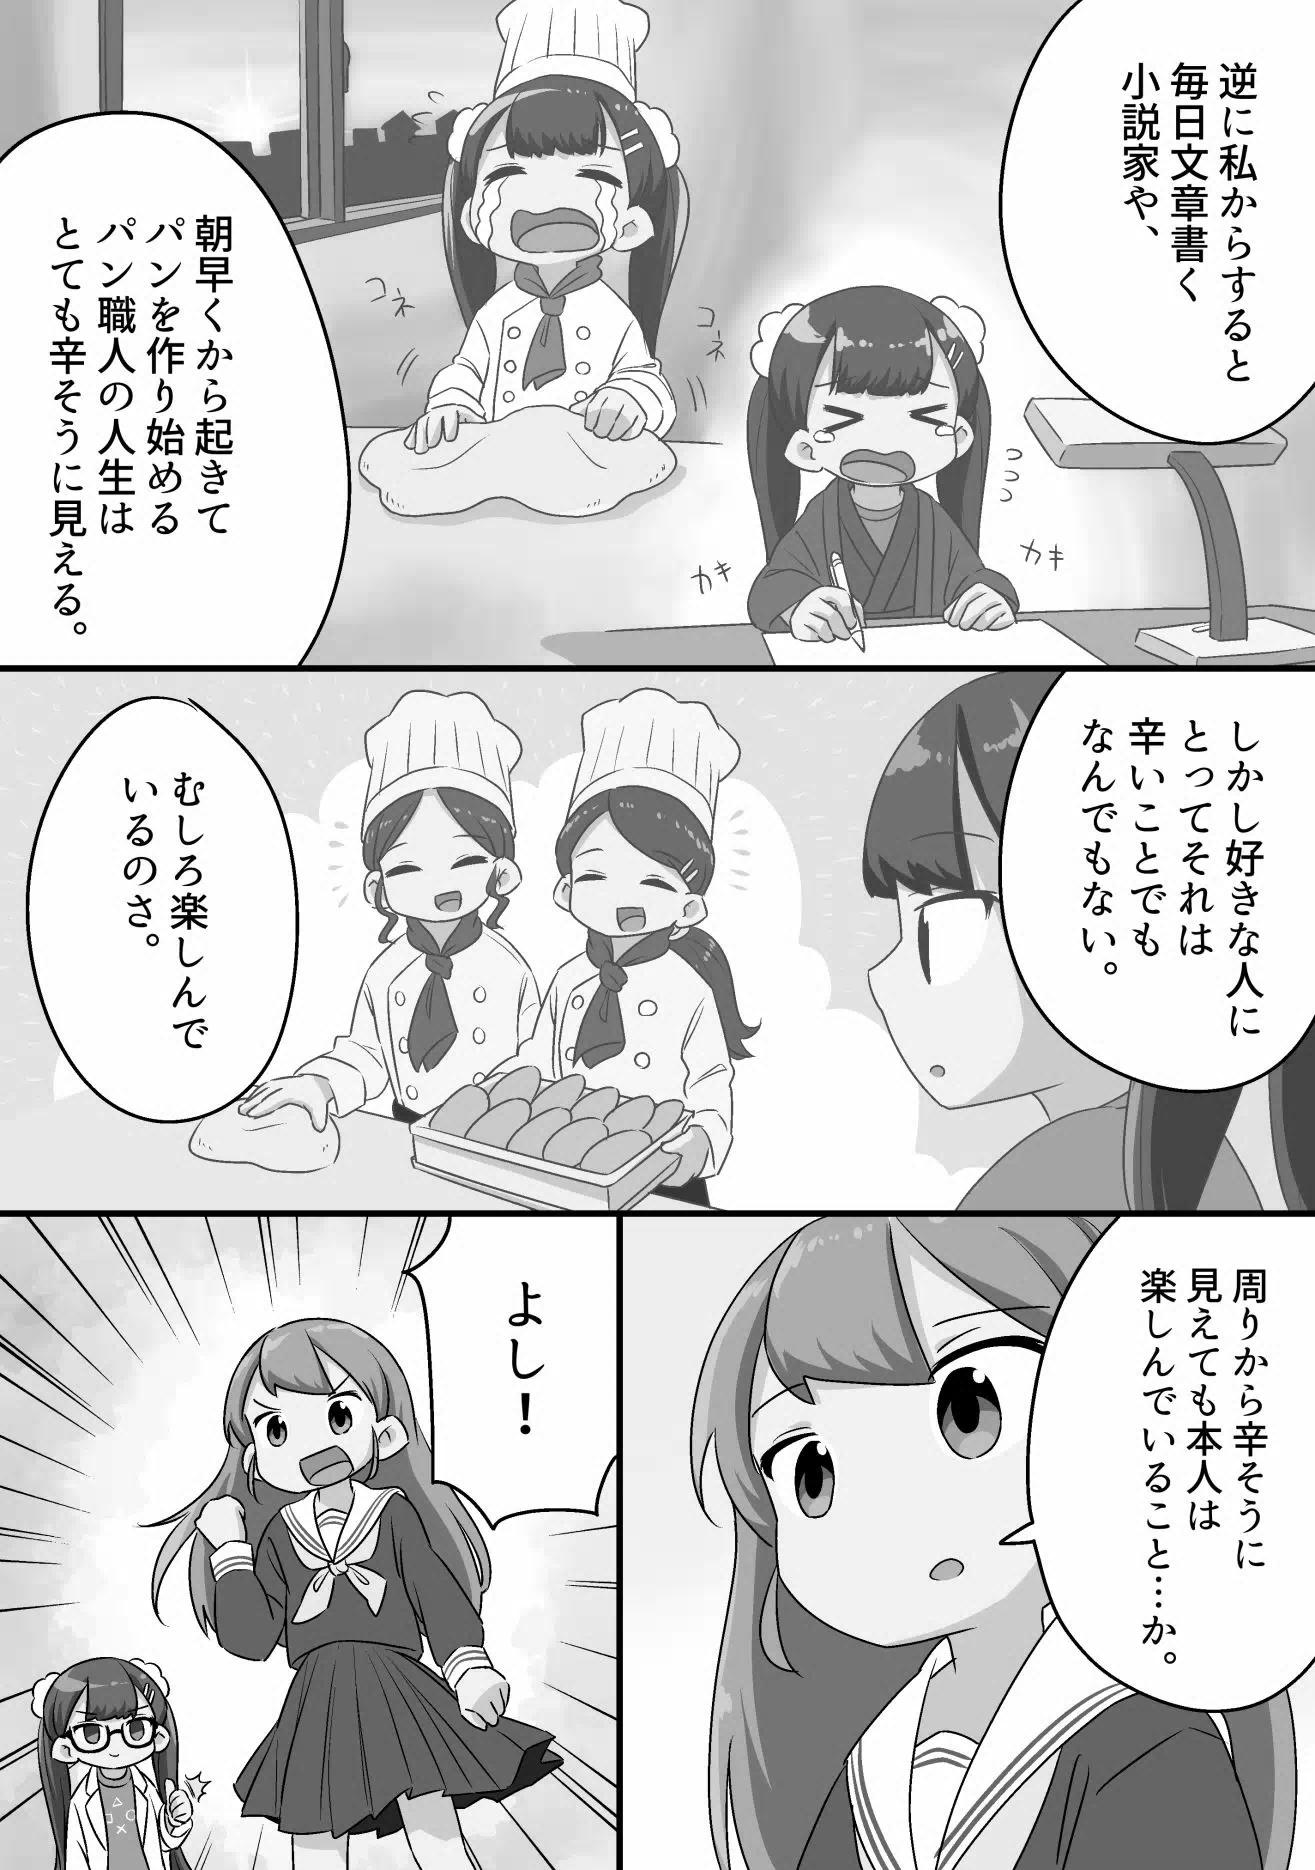 逆に私からすると
毎日文章書く
小説家や、
コネ
コネ
カキ
カキ
朝早くから起きて
パンを作り始める
パン職人の人生は
とても辛そうに見える。
しかし好きな人に
とってそれは
辛いことでも
なんでもない。
むしろ楽しんで
いるのさ。
周りから辛そうに
見えても本人は
楽しんでいること…か。
よし！